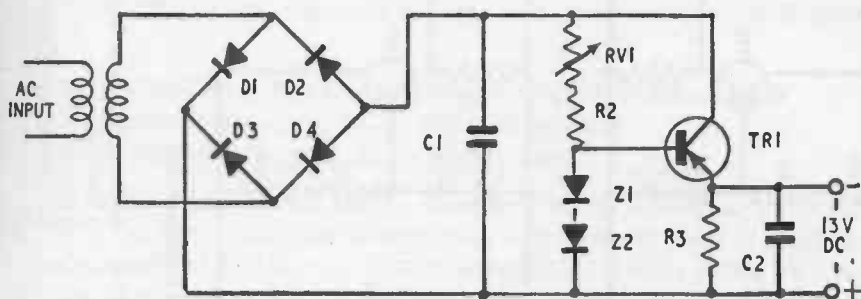 AC
INPUT
D1
D2
D3
D4
C1
RV1
R2
Z1
Z2
TR1
R3
C2
-
13V
DC
+